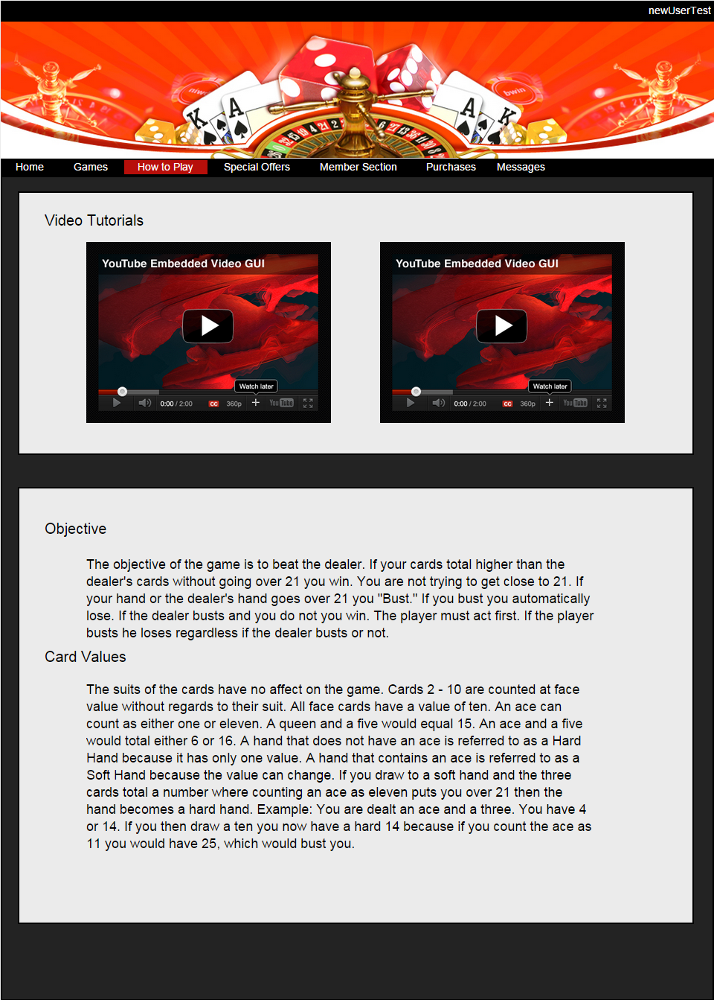 newUserTest
K A
A K
bwin
Home Games How to Play Special Offers Member Section Purchases Messages
Video Tutorials
YouTube Embedded Video GUI
YouTube Embedded Video GUI
Watch later
Watch later
0:00 / 2:00 CC 360p + YouTube
0:00 / 2:00 CC 360p + YouTube
Objective
The objective of the game is to beat the dealer. If your cards total higher than the
dealer's cards without going over 21 you win. You are not trying to get close to 21. If
your hand or the dealer's hand goes over 21 you "Bust." If you bust you automatically
lose. If the dealer busts and you do not you win. The player must act first. If the player
busts he loses regardless if the dealer busts or not.
Card Values
The suits of the cards have no affect on the game. Cards 2 - 10 are counted at face
value without regards to their suit. All face cards have a value of ten. An ace can
count as either one or eleven. A queen and a five would equal 15. An ace and a five
would total either 6 or 16. A hand that does not have an ace is referred to as a Hard
Hand because it has only one value. A hand that contains an ace is referred to as a
Soft Hand because the value can change. If you draw to a soft hand and the three
cards total a number where counting an ace as eleven puts you over 21 then the
hand becomes a hard hand. Example: You are dealt an ace and a three. You have 4
or 14. If you then draw a ten you now have a hard 14 because if you count the ace as
11 you would have 25, which would bust you.